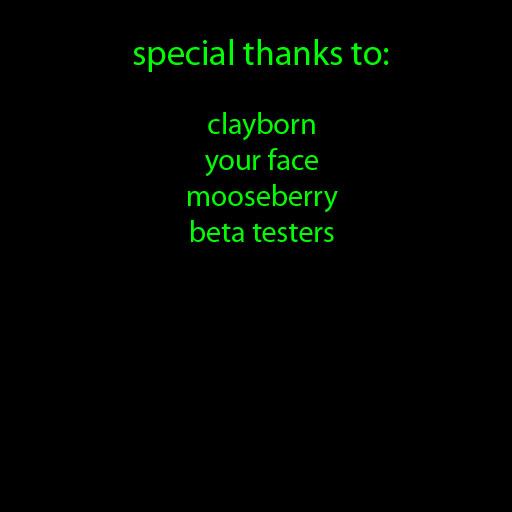 special thanks to:
clayborn
your face
mooseberry
beta testers